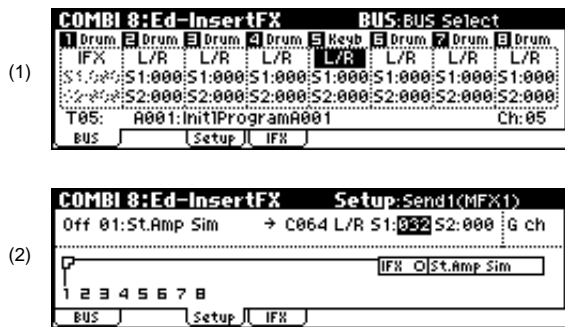 (1)
COMBI 8:Ed-InsertFX BUS:BUS Select
1 Drum 2 Drum 3 Drum 4 Drum 5 Keyb 6 Drum 7 Drum 8 Drum
IFX L/R L/R L/R L/R L/R L/R L/R
S1:000 S1:000 S1:000 S1:000 S1:000 S1:000 S1:000
S2:000 S2:000 S2:000 S2:000 S2:000 S2:000 S2:000
T05: A001:Init1ProgramA001 Ch:05
BUS Setup IFX
(2)
COMBI 8:Ed-InsertFX Setup:Send1(MFX1)
Off 01:St.Amp Sim → C064 L/R S1:032 S2:000 G ch
IFX O St.Amp Sim
1 2 3 4 5 6 7 8
BUS Setup IFX